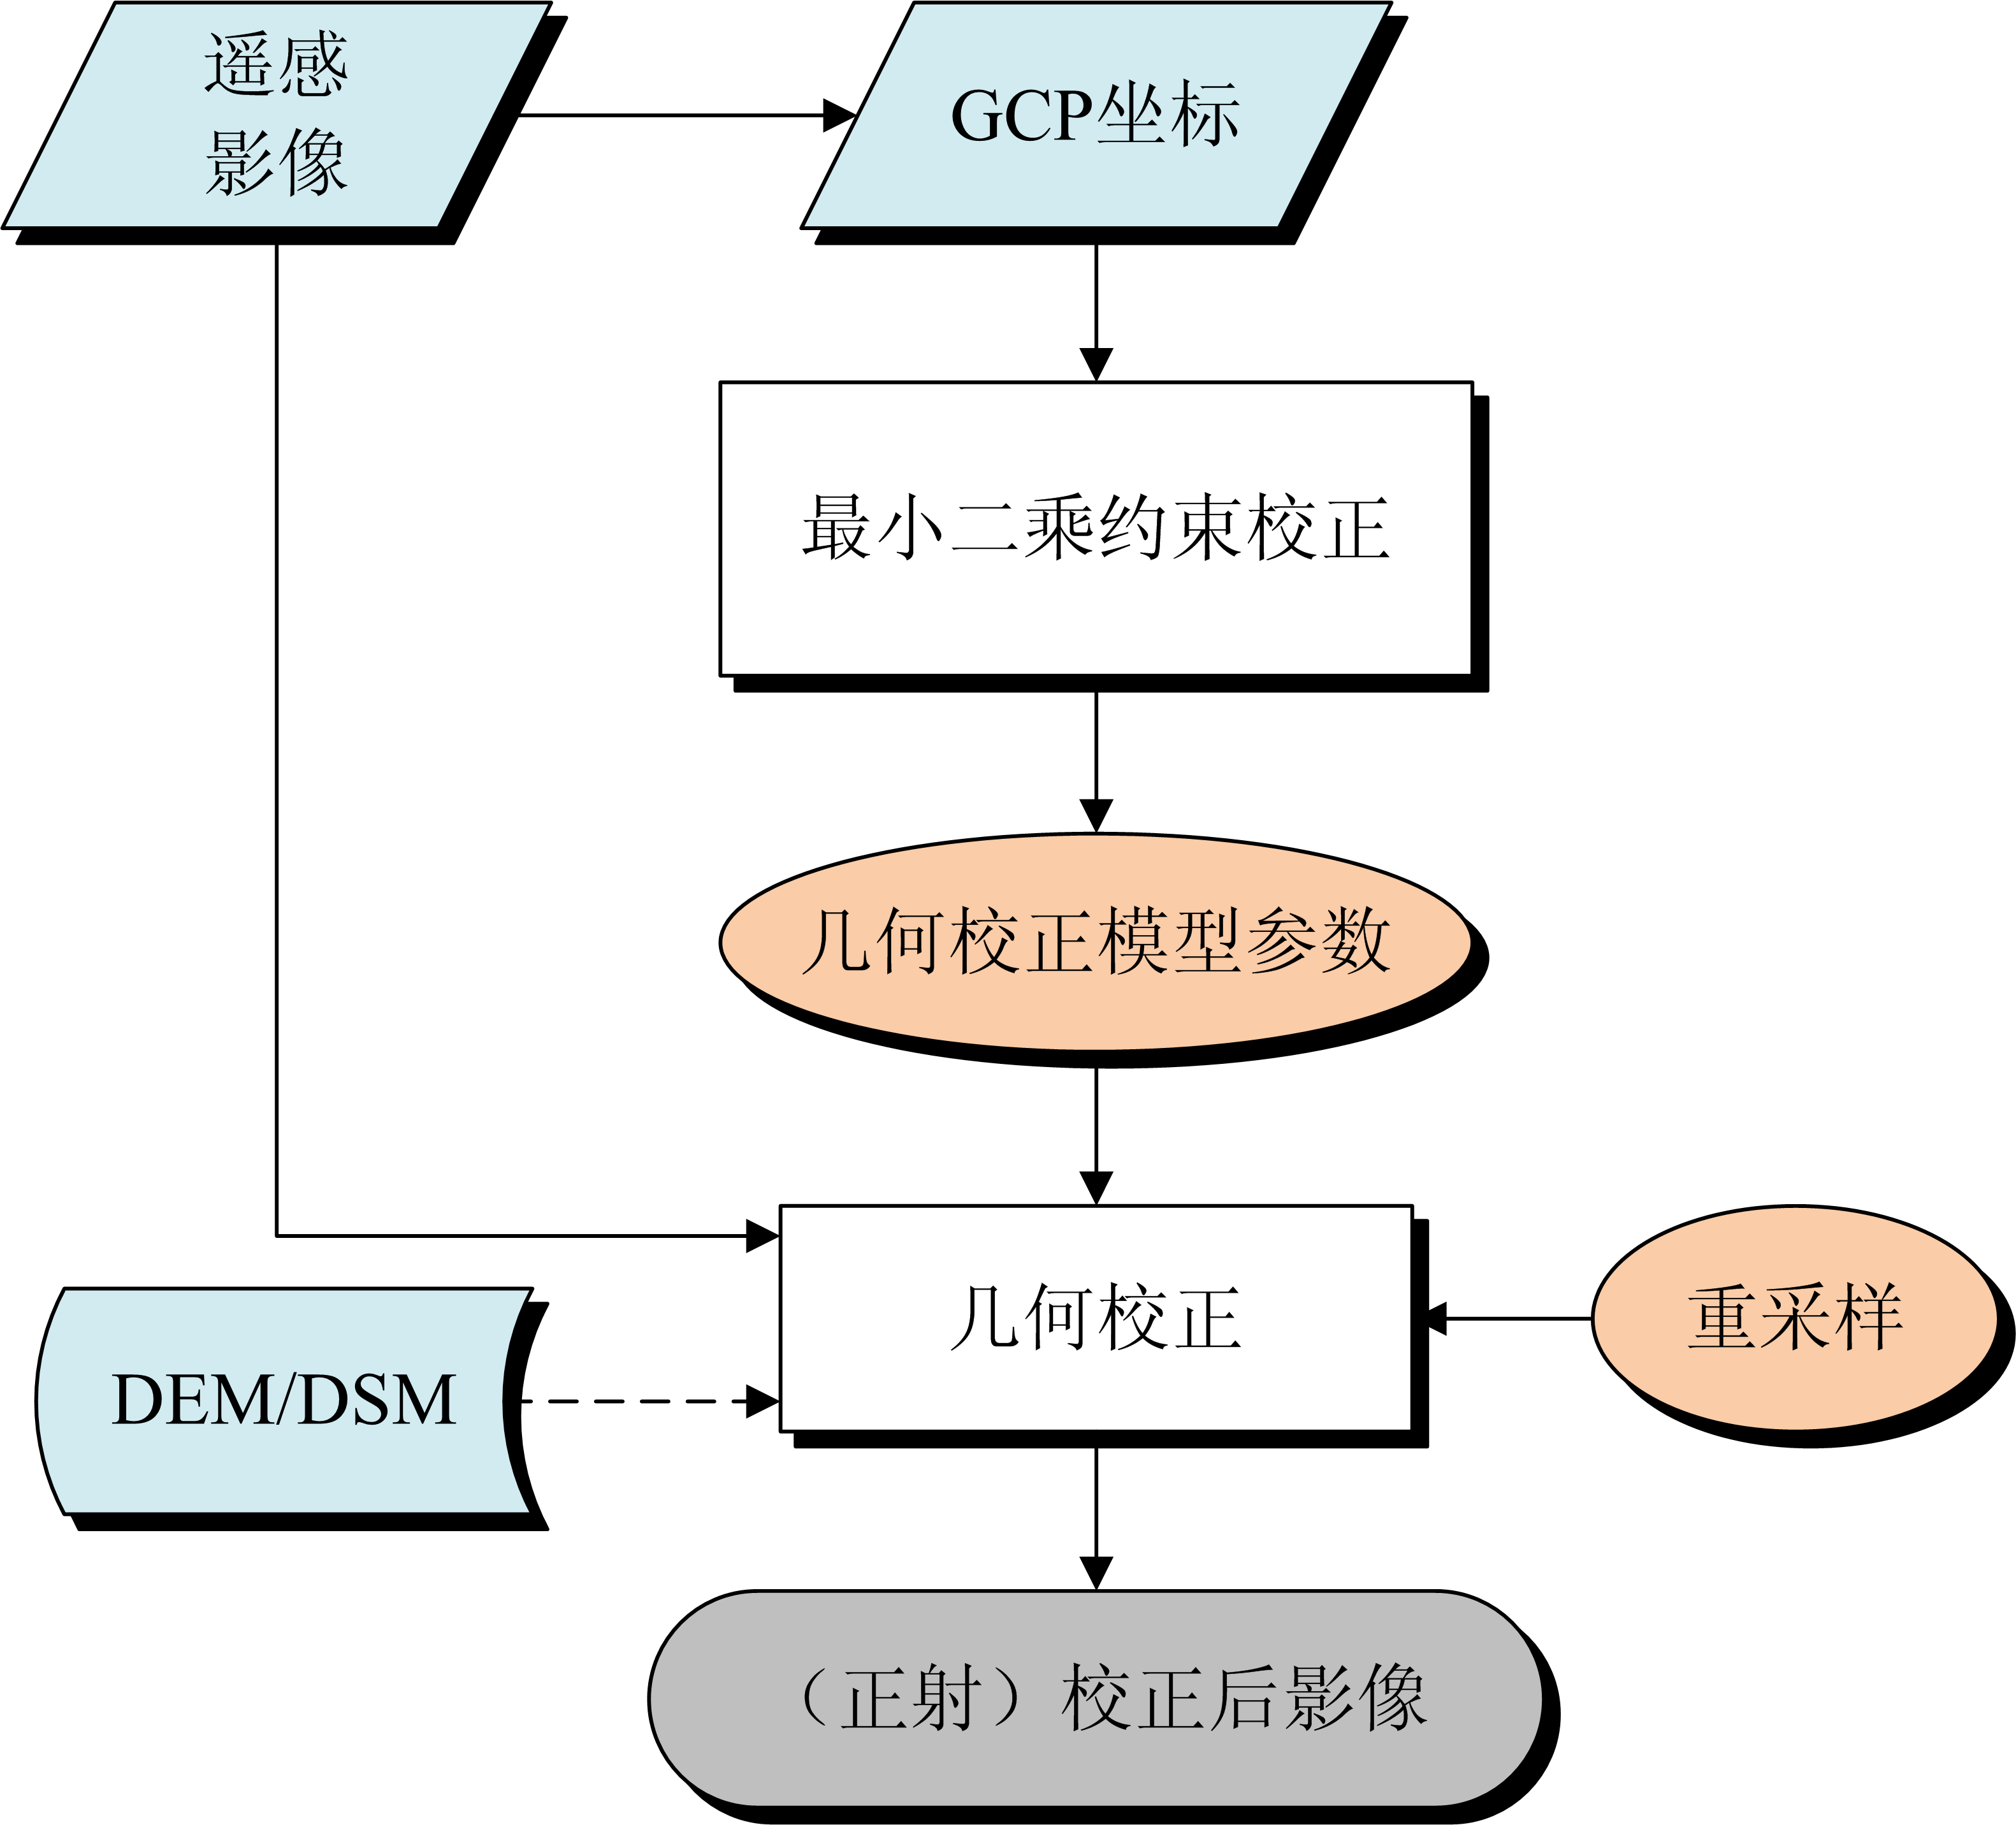 遥感
影像
GCP坐标
最小二乘约束校正
几何校正模型参数
几何校正
重采样
DEM/DSM
（正射）校正后影像